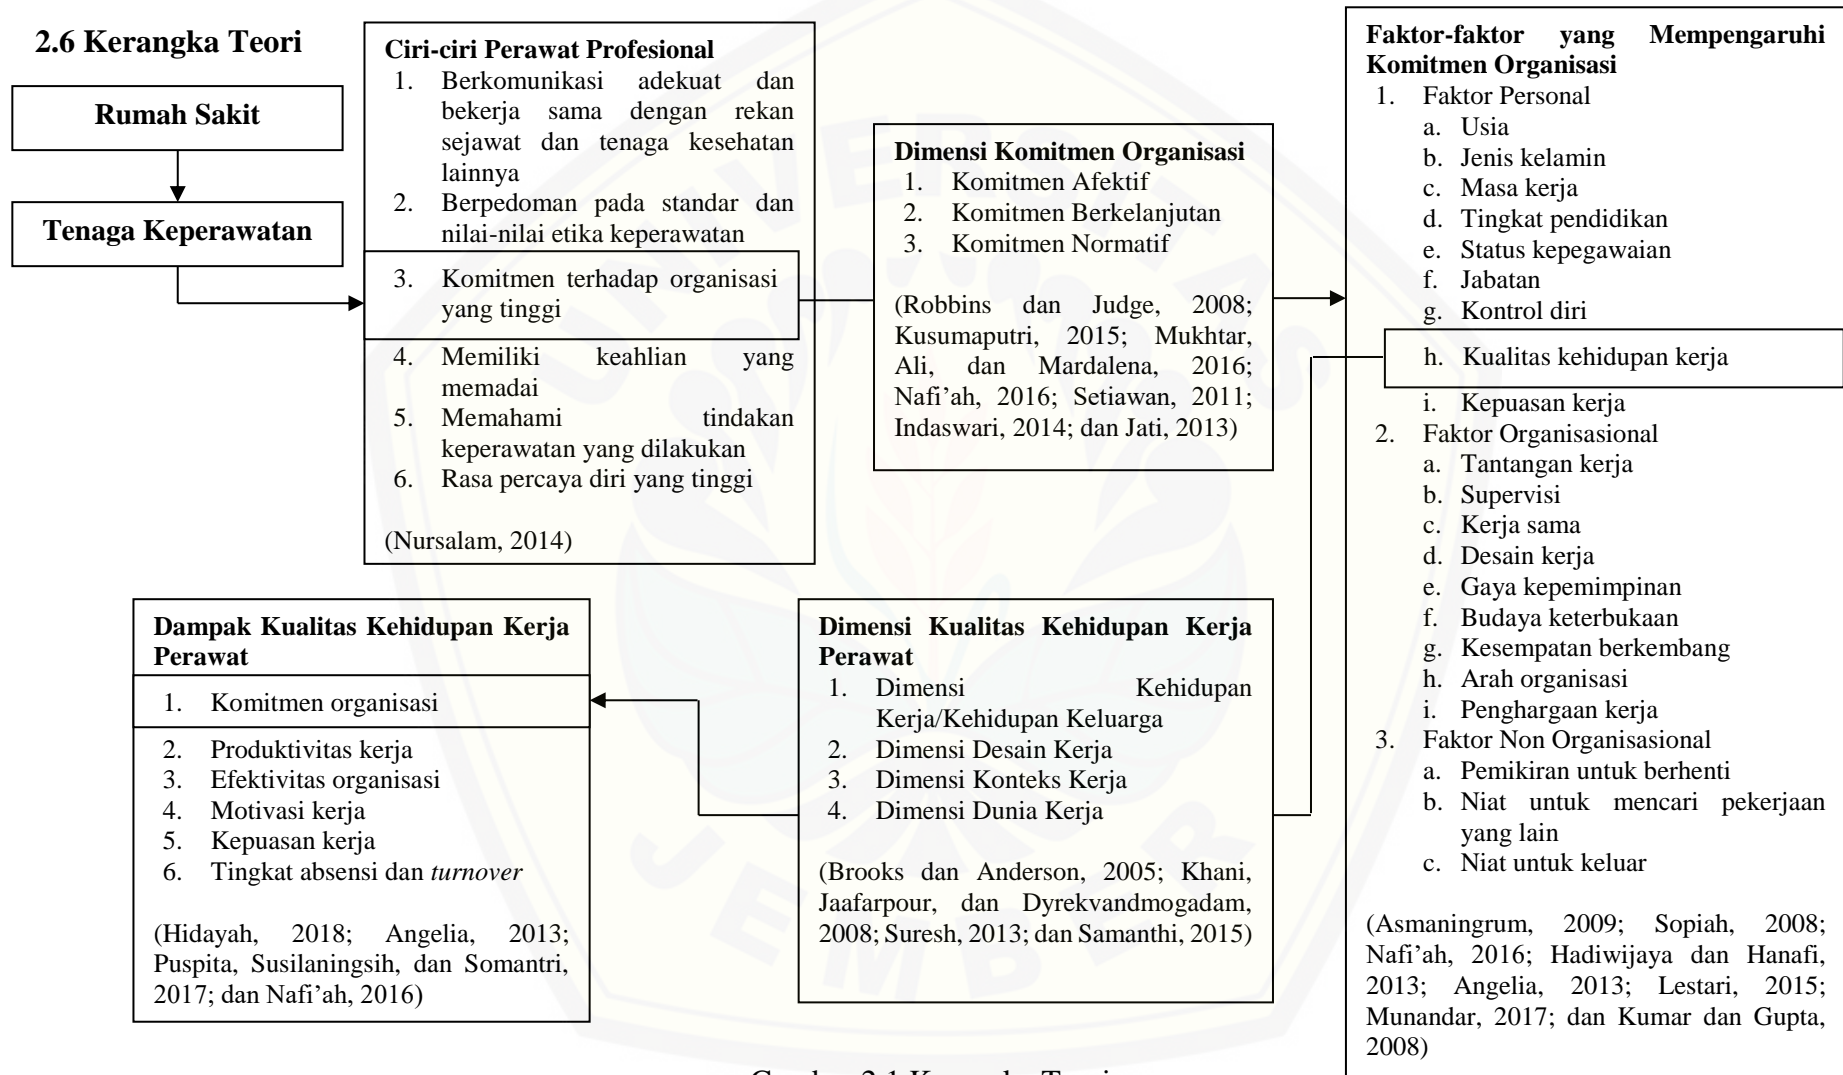 2.6 Kerangka Teori
Rumah Sakit
Tenaga Keperawatan
Ciri-ciri Perawat Profesional
1. Berkomunikasi adekuat dan
bekerja sama dengan rekan
sejawat dan tenaga kesehatan
lainnya
2. Berpedoman pada standar dan
nilai-nilai etika keperawatan
3. Komitmen terhadap organisasi
yang tinggi
4. Memiliki keahlian yang
memadai
5. Memahami tindakan
keperawatan yang dilakukan
6. Rasa percaya diri yang tinggi
(Nursalam, 2014)
Dimensi Komitmen Organisasi
1. Komitmen Afektif
2. Komitmen Berkelanjutan
3. Komitmen Normatif
(Robbins dan Judge, 2008;
Kusumaputri, 2015; Mukhtar,
Ali, dan Mardalena, 2016;
Nafi’ah, 2016; Setiawan, 2011;
Indaswari, 2014; dan Jati, 2013)
Faktor-faktor yang Mempengaruhi
Komitmen Organisasi
1. Faktor Personal
a. Usia
b. Jenis kelamin
c. Masa kerja
d. Tingkat pendidikan
e. Status kepegawaian
f. Jabatan
g. Kontrol diri
h. Kualitas kehidupan kerja
i. Kepuasan kerja
2. Faktor Organisasional
a. Tantangan kerja
b. Supervisi
c. Kerja sama
d. Desain kerja
e. Gaya kepemimpinan
f. Budaya keterbukaan
g. Kesempatan berkembang
h. Arah organisasi
i. Penghargaan kerja
3. Faktor Non Organisasional
a. Pemikiran untuk berhenti
b. Niat untuk mencari pekerjaan
yang lain
c. Niat untuk keluar
(Asmaningrum, 2009; Sopiah, 2008;
Nafi’ah, 2016; Hadiwijaya dan Hanafi,
2013; Angelia, 2013; Lestari, 2015;
Munandar, 2017; dan Kumar dan Gupta,
2008)
Dampak Kualitas Kehidupan Kerja
Perawat
1. Komitmen organisasi
2. Produktivitas kerja
3. Efektivitas organisasi
4. Motivasi kerja
5. Kepuasan kerja
6. Tingkat absensi dan turnover
(Hidayah, 2018; Angelia, 2013;
Puspita, Susilaningsih, dan Somantri,
2017; dan Nafi’ah, 2016)
Dimensi Kualitas Kehidupan Kerja
Perawat
1. Dimensi Kehidupan
Kerja/Kehidupan Keluarga
2. Dimensi Desain Kerja
3. Dimensi Konteks Kerja
4. Dimensi Dunia Kerja
(Brooks dan Anderson, 2005; Khani,
Jaafarpour, dan Dyrekvandmogadam,
2008; Suresh, 2013; dan Samanthi, 2015)
Gambar 2.1 Kerangka Teori
UNIVERSITAS
JEMBER